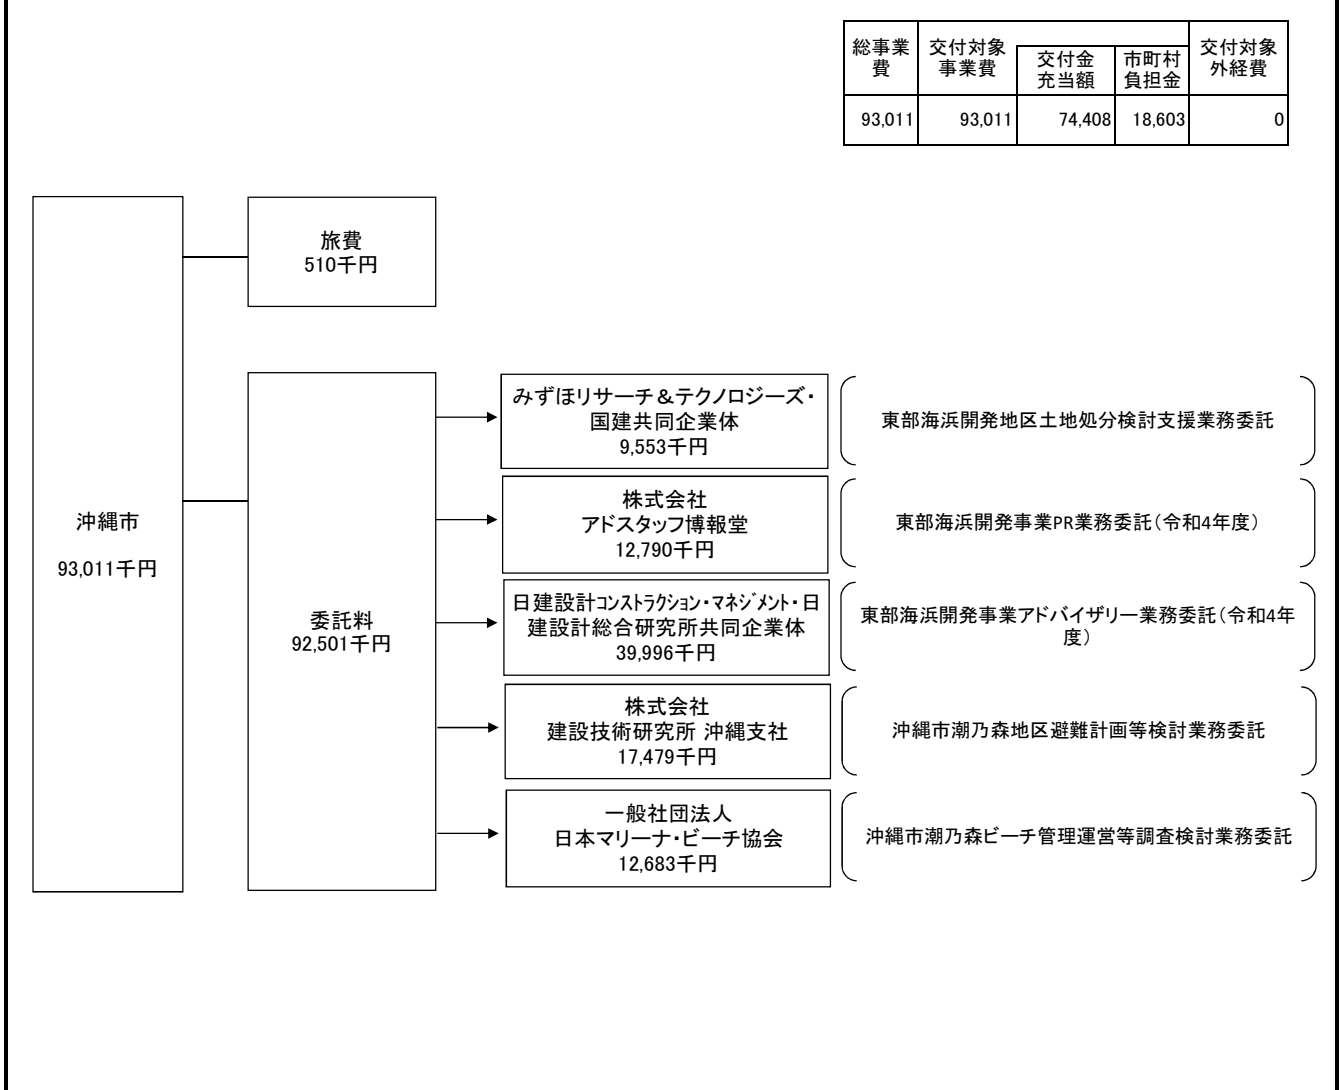 総事業
費
交付対象
事業費
交付金
充当額
市町村
負担金
交付対象
外経費
93,011
93,011
74,408
18,603
0
旅費
510千円
沖縄市
93,011千円
委託料
92,501千円
みずほリサーチ＆テクノロジーズ・
国建共同企業体
9,553千円
東部海浜開発地区土地処分検討支援業務委託
株式会社
アドスタッフ博報堂
12,790千円
東部海浜開発事業PR業務委託（令和4年度）
日建設計ｺﾝｽﾄﾗｸｼｮﾝ・ﾏﾈｼﾞﾒﾝﾄ・日
建設計総合研究所共同企業体
39,996千円
東部海浜開発事業アドバイザリー業務委託（令和4年
度）
株式会社
建設技術研究所 沖縄支社
17,479千円
沖縄市潮乃森地区避難計画等検討業務委託
一般社団法人
日本マリーナ・ビーチ協会
12,683千円
沖縄市潮乃森ビーチ管理運営等調査検討業務委託